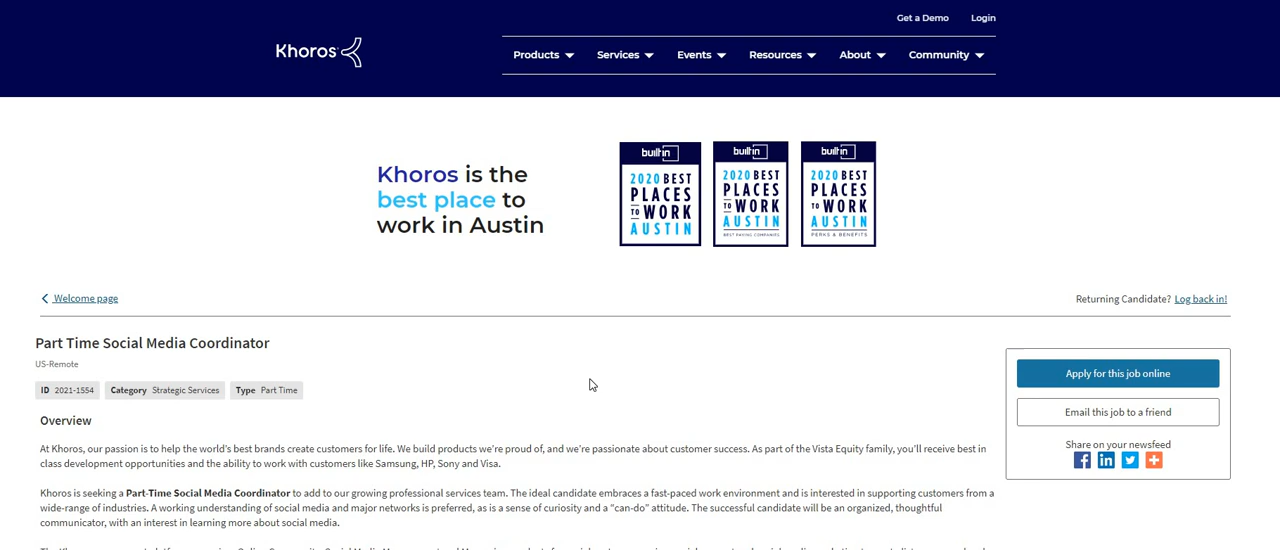 Get a Demo Login
Khoros
Products Services Events Resources About Community
Khoros is the
best place to
work in Austin
builtin
2020 BEST
PLACES
TO WORK
AUSTIN
builtin
2020 BEST
PLACES
TO WORK
AUSTIN
BEST PAYING COMPANIES
builtin
2020 BEST
PLACES
TO WORK
AUSTIN
PERKS & BENEFITS
Welcome page
Returning Candidate? Log back in!
Part Time Social Media Coordinator
US-Remote
ID 2021-1554 Category Strategic Services Type Part Time
Overview
At Khoros, our passion is to help the world's best brands create customers for life. We build products we're proud of, and we're passionate about customer success. As part of the Vista Equity family, you'll receive best in
class development opportunities and the ability to work with customers like Samsung, HP, Sony and Visa.
Khoros is seeking a Part-Time Social Media Coordinator to add to our growing professional services team. The ideal candidate embraces a fast-paced work environment and is interested in supporting customers from a
wide-range of industries. A working understanding of social media and major networks is preferred, as is a sense of curiosity and a "can-do" attitude. The successful candidate will be an organized, thoughtful
communicator, with an interest in learning more about social media.
Apply for this job online
Email this job to a friend
Share on your newsfeed